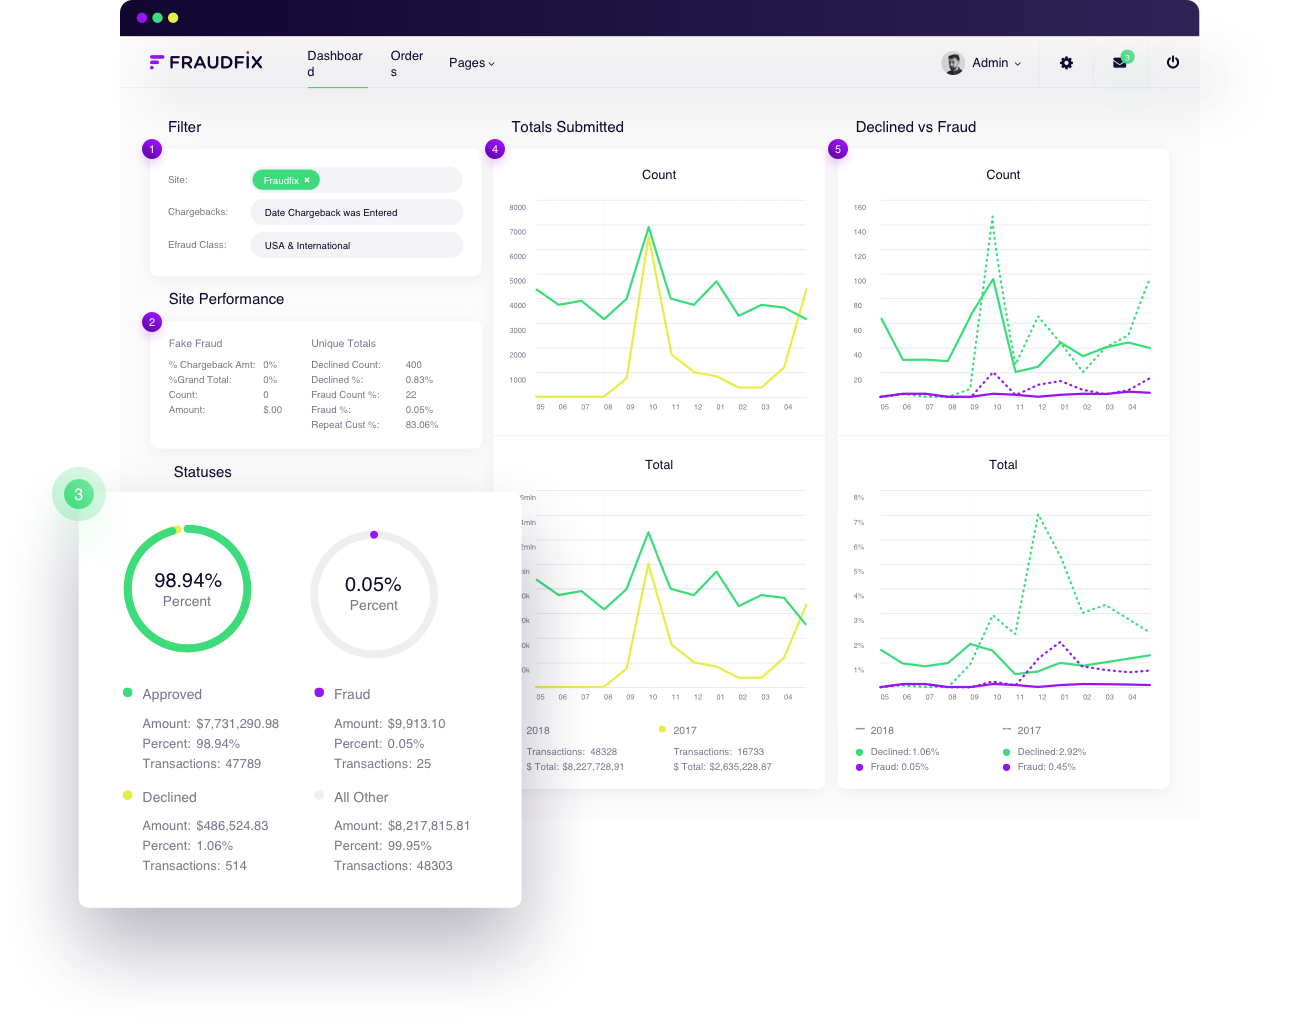 FRAUDFIX
Dashboar
d
Order
s
Pages
Admin
3
Filter
1
Site:
Fraudfix ×
Chargebacks:
Date Chargeback was Entered
Efraud Class:
USA & International
Site Performance
2
Fake Fraud
% Chargeback Amt: 0%
%Grand Total: 0%
Count: 0
Amount: $.00
Unique Totals
Declined Count: 400
Declined %: 0.83%
Fraud Count %: 22
Fraud %: 0.05%
Repeat Cust %: 83.06%
Statuses
3
98.94%
Percent
0.05%
Percent
Approved
Amount: $7,731,290.98
Percent: 98.94%
Transactions: 47789
Fraud
Amount: $9,913.10
Percent: 0.05%
Transactions: 25
Declined
Amount: $486,524.83
Percent: 1.06%
Transactions: 514
All Other
Amount: $8,217,815.81
Percent: 99.95%
Transactions: 48303
Totals Submitted
4
Count
8000
7000
6000
5000
4000
3000
2000
1000
05 06 07 08 09 10 11 12 01 02 03 04
Total
05 06 07 08 09 10 11 12 01 02 03 04
2018
Transactions: 48328
$ Total: $8,227,728,91
2017
Transactions: 16733
$ Total: $2,635,228.87
Declined vs Fraud
5
Count
160
140
120
100
80
60
40
20
05 06 07 08 09 10 11 12 01 02 03 04
Total
8%
7%
6%
5%
4%
3%
2%
1%
05 06 07 08 09 10 11 12 01 02 03 04
2018
Declined:1.06%
Fraud: 0.05%
2017
Declined:2.92%
Fraud: 0.45%